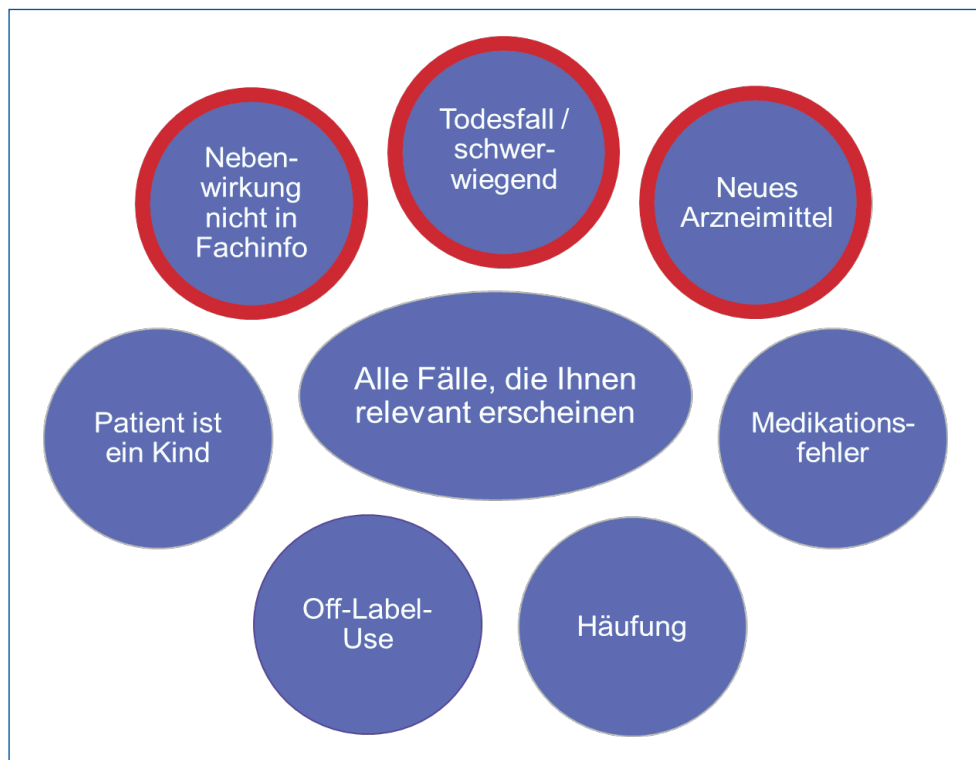 Neben-
wirkung
nicht in
Fachinfo
Todesfall /
schwer-
wiegend
Neues
Arzneimittel
Alle Fälle, die Ihnen
relevant erscheinen
Patient ist
ein Kind
Medikations-
fehler
Off-Label-
Use
Häufung